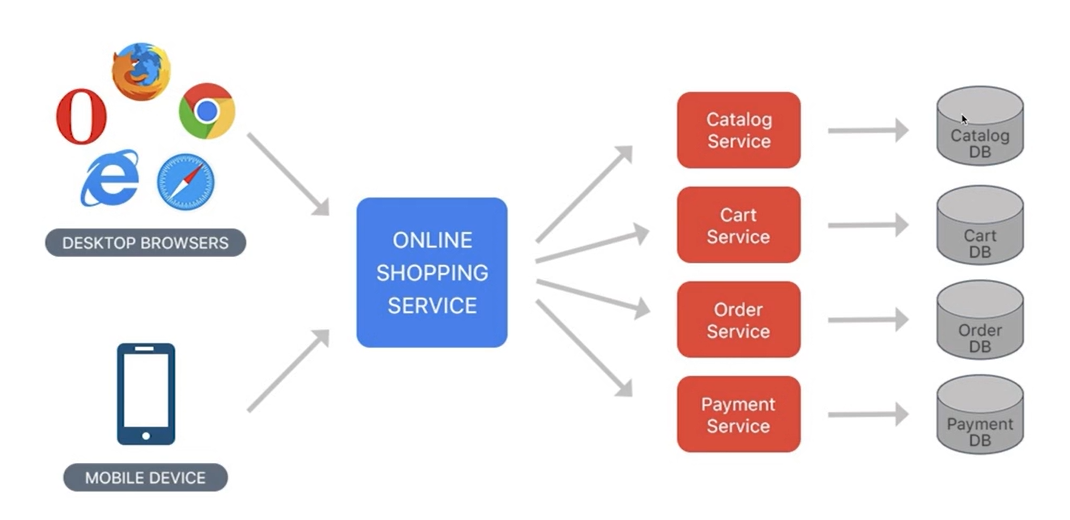 DESKTOP BROWSERS
MOBILE DEVICE
ONLINE
SHOPPING
SERVICE
Catalog
Service
Cart
Service
Order
Service
Payment
Service
Catalog
DB
Cart
DB
Order
DB
Payment
DB